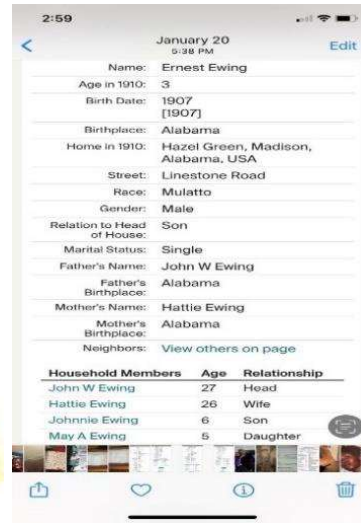 2:59
January 20
5:38 PM
Edit
Name: Ernest Ewing
Age in 1910: 3
Birth Date: 1907
[1907]
Birthplace: Alabama
Home in 1910: Hazel Green, Madison,
Alabama, USA
Street: Linestone Road
Race: Mulatto
Gender: Male
Relation to Head
of House: Son
Marital Status: Single
Father's Name: John W Ewing
Father's
Birthplace: Alabama
Mother's Name: Hattie Ewing
Mother's
Birthplace: Alabama
Neighbors: View others on page
Household Members Age Relationship
John W Ewing 27 Head
Hattie Ewing 26 Wife
Johnnie Ewing 6 Son
May A Ewing 5 Daughter